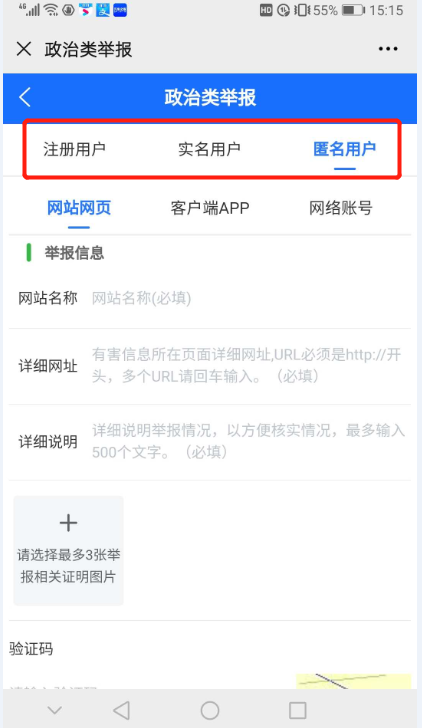 46
HD 55% 15:15
政治类举报
政治类举报
注册用户 实名用户 匿名用户
网站网页 客户端APP 网络账号
举报信息
网站名称 网站名称(必填)
详细网址 有害信息所在页面详细网址,URL必须是http://开
头，多个URL请回车输入。（必填）
详细说明 详细说明举报情况，以方便核实情况，最多输入
500个文字。（必填）
请选择最多3张举
报相关证明图片
验证码